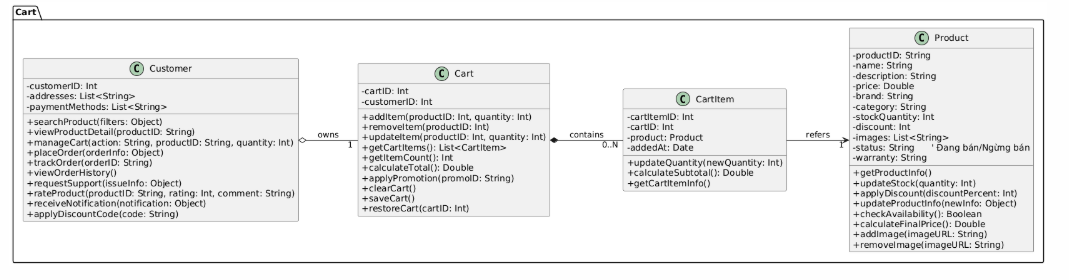 Cart
C Customer
-customerID: Int
-addresses: List<String>
-paymentMethods: List<String>
+searchProduct(filters: Object)
+viewProductDetail(productID: String)
+manageCart(action: String, productID: String, quantity: Int)
+placeOrder(orderInfo: Object)
+trackOrder(orderID: String)
+viewOrderHistory()
+requestSupport(issueInfo: Object)
+rateProduct(productID: String, rating: Int, comment: String)
+receiveNotification(notification: Object)
+applyDiscountCode(code: String)
owns
1
C Cart
-cartID: Int
-customerID: Int
+addItem(productID: Int, quantity: Int)
+removeItem(productID: Int)
+updateItem(productID: Int, quantity: Int)
+getCartItems(): List<CartItem>
+getItemCount(): Int
+calculateTotal(): Double
+applyPromotion(promoID: String)
+clearCart()
+saveCart()
+restoreCart(cartID: Int)
contains
0..N
C CartItem
-cartItemID: Int
-cartID: Int
-product: Product
-addedAt: Date
+updateQuantity(newQuantity: Int)
+calculateSubtotal(): Double
+getCartItemInfo()
refers
1
C Product
-productID: String
-name: String
-description: String
-price: Double
-brand: String
-category: String
-stockQuantity: Int
-discount: Int
-images: List<String>
-status: String ' Đang bán/Ngừng bán
-warranty: String
+getProductInfo()
+updateStock(quantity: Int)
+applyDiscount(discountPercent: Int)
+updateProductInfo(newInfo: Object)
+checkAvailability(): Boolean
+calculateFinalPrice(): Double
+addImage(imageURL: String)
+removeImage(imageURL: String)